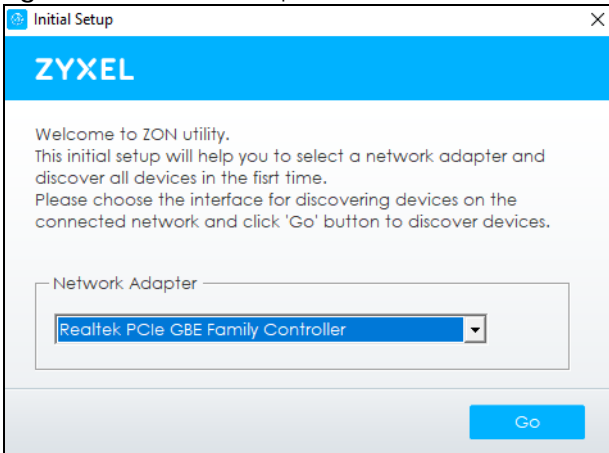 Initial Setup
ZYXEL
Welcome to ZON utility.
This initial setup will help you to select a network adapter and
discover all devices in the fisrt time.
Please choose the interface for discovering devices on the
connected network and click 'Go' button to discover devices.
Network Adapter
Realtek PCIe GBE Family Controller
Go